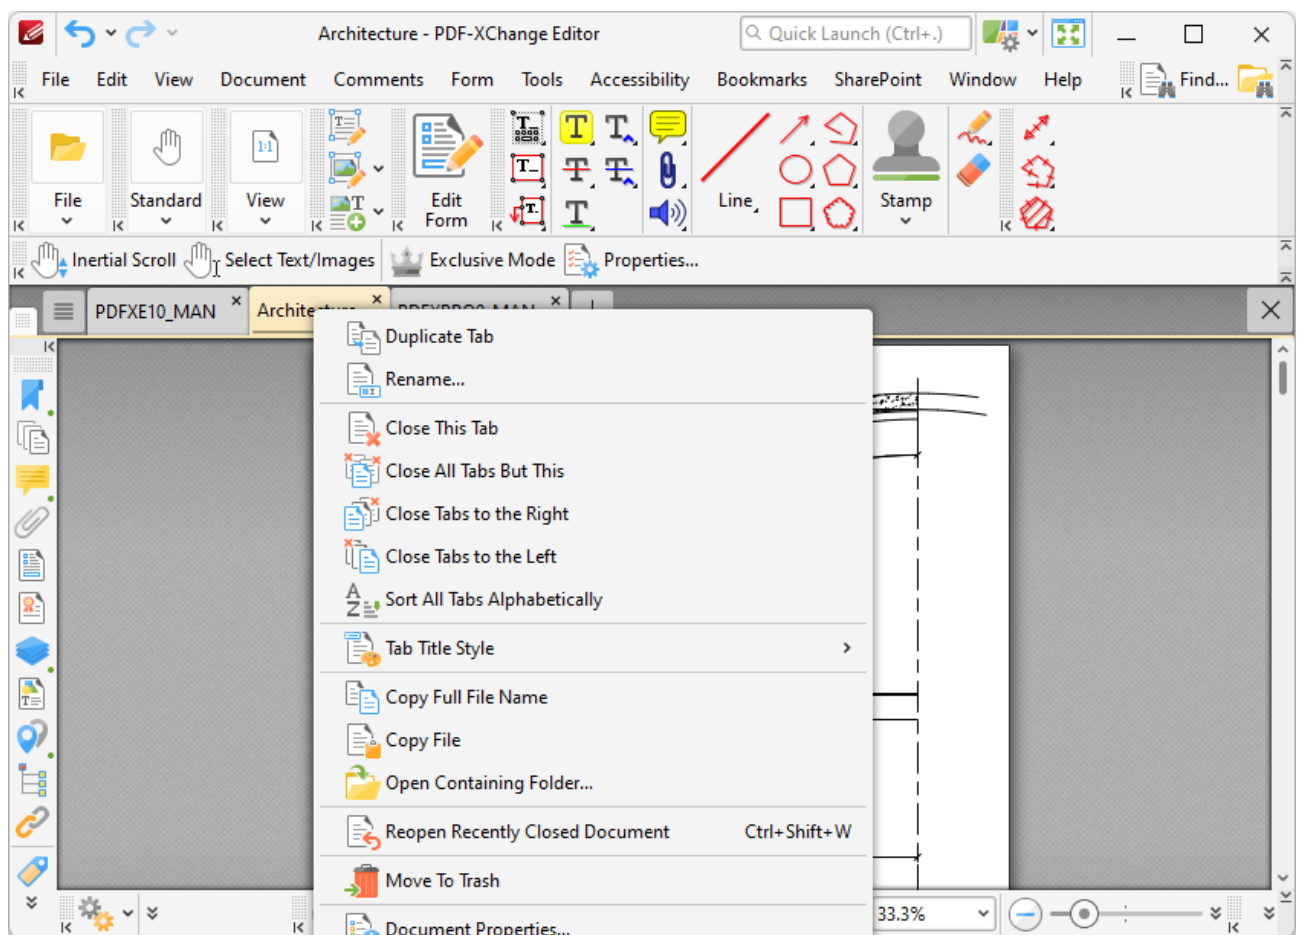 Architecture - PDF-XChange Editor
Quick Launch (Ctrl+.)
File Edit View Document Comments Form Tools Accessibility Bookmarks SharePoint Window Help Find...
1:1
File Standard View Edit Form Line Stamp
Inertial Scroll Select Text/Images Exclusive Mode Properties...
PDFXE10_MAN Architecture PDFXPRO9_MAN
Duplicate Tab
Rename...
Close This Tab
Close All Tabs But This
Close Tabs to the Right
Close Tabs to the Left
Sort All Tabs Alphabetically
Tab Title Style
Copy Full File Name
Copy File
Open Containing Folder...
Reopen Recently Closed Document Ctrl+Shift+W
Move To Trash
Document Properties...
33.3%